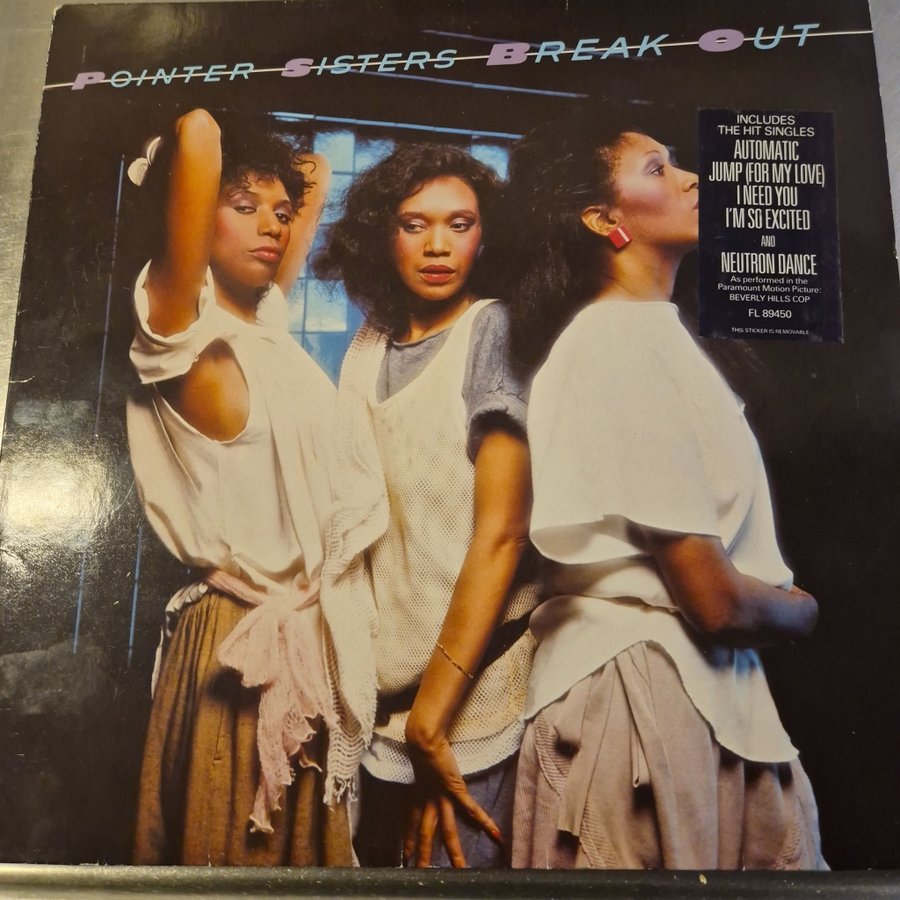 POINTER SISTERS BREAK OUT
INCLUDES
THE HIT SINGLES
AUTOMATIC
JUMP (FOR MY LOVE)
I NEED YOU
I'M SO EXCITED
AND
NEUTRON DANCE
As performed in the
Paramount Motion Picture:
BEVERLY HILLS COP
FL 89450
THIS STICKER IS REMOVABLE